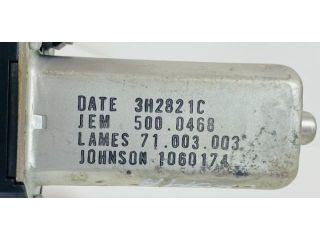 DATE 3H2821C
JEM 500.0468
LAMES 71.003.003
JOHNSON 1060174